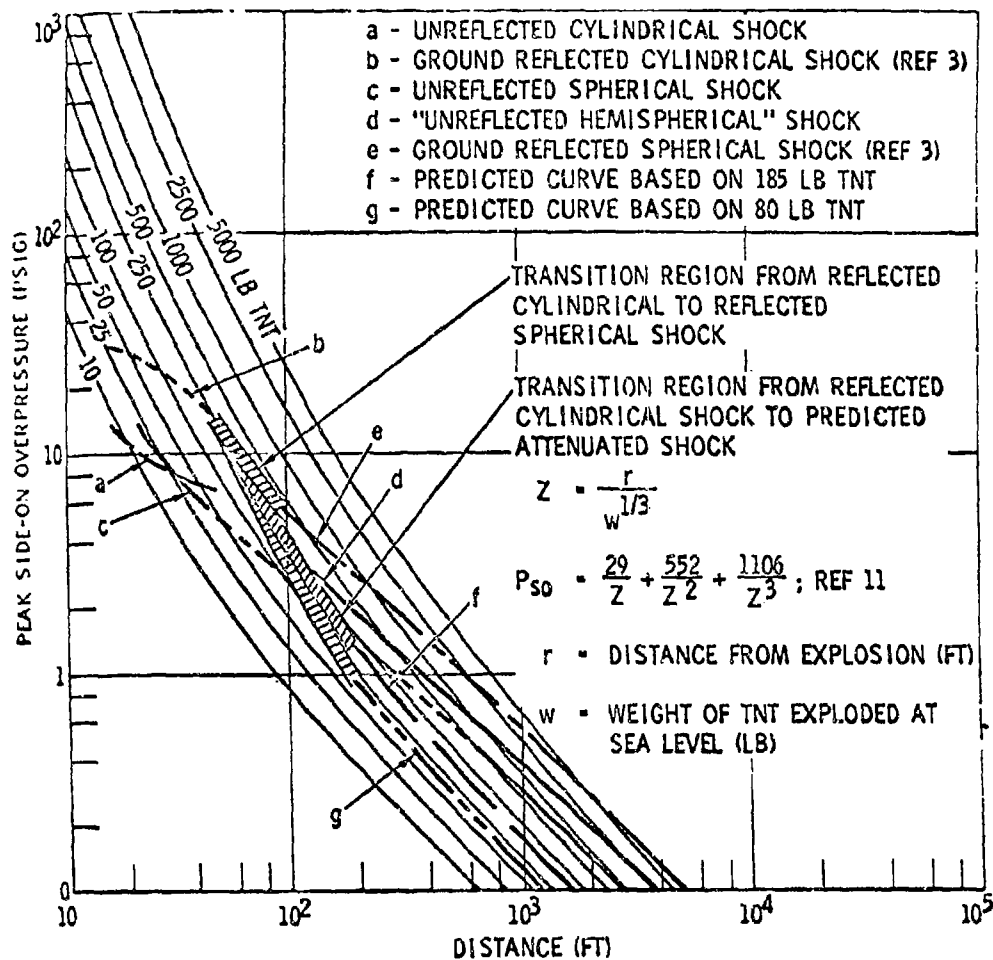 a - UNREFLECTED CYLINDRICAL SHOCK
b - GROUND REFLECTED CYLINDRICAL SHOCK (REF 3)
c - UNREFLECTED SPHERICAL SHOCK
d - "UNREFLECTED HEMISPHERICAL" SHOCK
e - GROUND REFLECTED SPHERICAL SHOCK (REF 3)
f - PREDICTED CURVE BASED ON 185 LB TNT
g - PREDICTED CURVE BASED ON 80 LB TNT
TRANSITION REGION FROM REFLECTED
CYLINDRICAL TO REFLECTED
SPHERICAL SHOCK
TRANSITION REGION FROM REFLECTED
CYLINDRICAL SHOCK TO PREDICTED
ATTENUATED SHOCK
Z = r / w^1/3
PSO = 29/Z + 552/Z^2 + 1106/Z^3 ; REF 11
r = DISTANCE FROM EXPLOSION (FT)
w = WEIGHT OF TNT EXPLODED AT
SEA LEVEL (LB)
PEAK SIDE-ON OVERPRESSURE (PSIG)
10^3
10^2
10
1
0
5000 LB TNT
2500
1000
500
250
100
50
25
10
a
b
c
d
e
f
g
10
10^2
10^3
10^4
10^5
DISTANCE (FT)